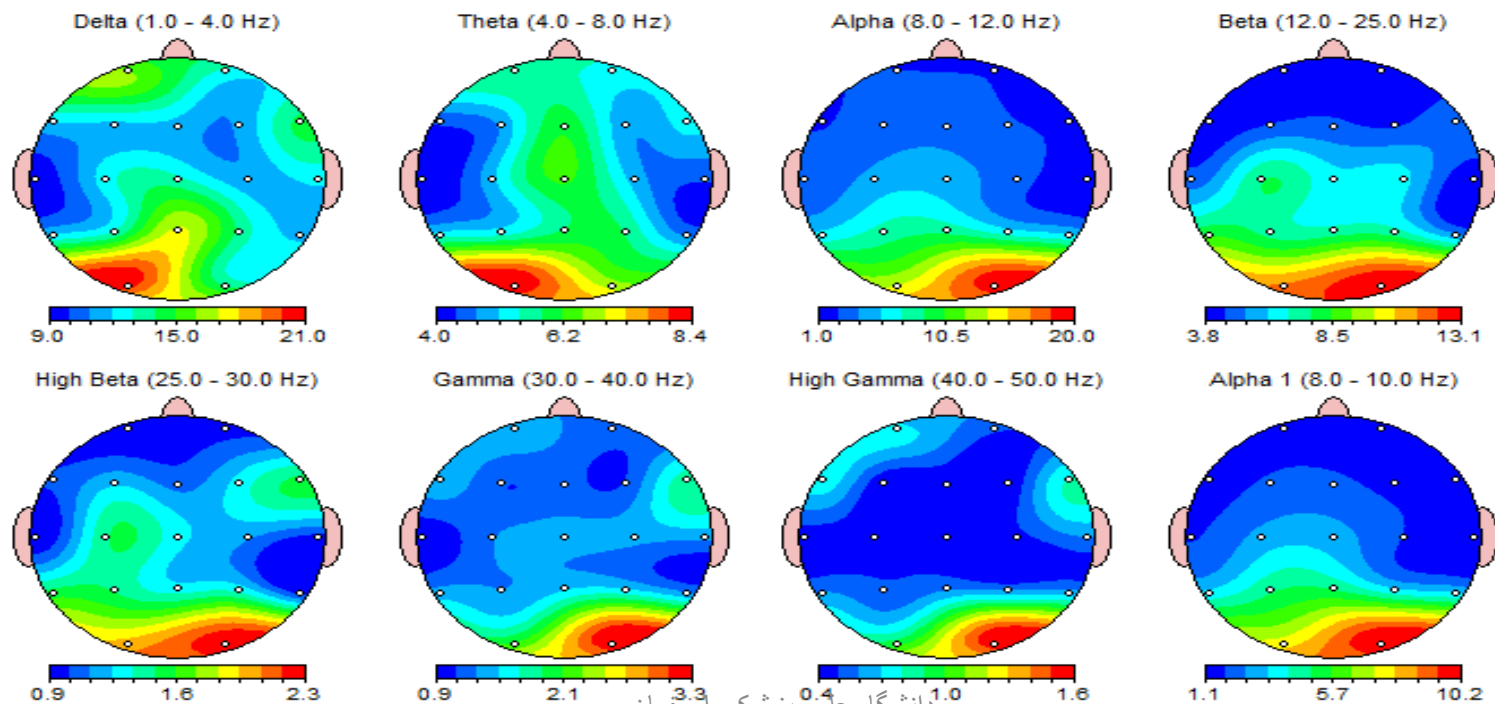 Delta (1.0 - 4.0 Hz) Theta (4.0 - 8.0 Hz) Alpha (8.0 - 12.0 Hz) Beta (12.0 - 25.0 Hz)
9.0 15.0 21.0 4.0 6.2 8.4 1.0 10.5 20.0 3.8 8.5 13.1
High Beta (25.0 - 30.0 Hz) Gamma (30.0 - 40.0 Hz) High Gamma (40.0 - 50.0 Hz) Alpha 1 (8.0 - 10.0 Hz)
0.9 1.6 2.3 0.9 2.1 3.3 0.4 1.0 1.6 1.1 5.7 10.2